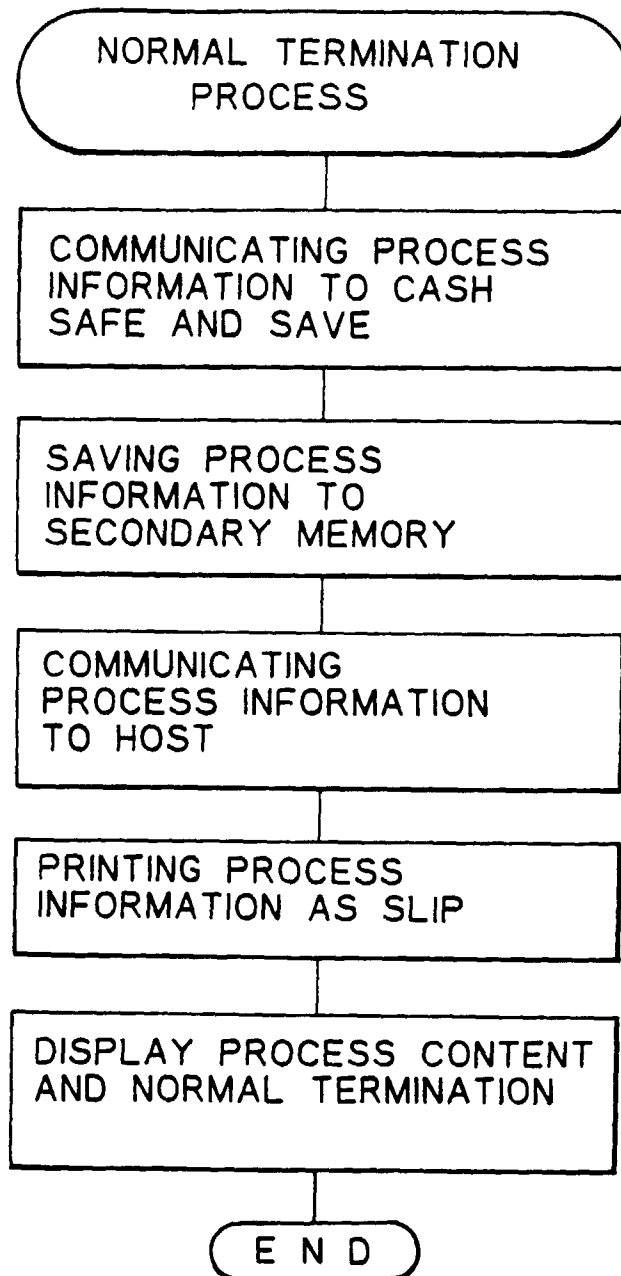 NORMAL TERMINATION
PROCESS
COMMUNICATING PROCESS
INFORMATION TO CASH
SAFE AND SAVE
SAVING PROCESS
INFORMATION TO
SECONDARY MEMORY
COMMUNICATING
PROCESS INFORMATION
TO HOST
PRINTING PROCESS
INFORMATION AS SLIP
DISPLAY PROCESS CONTENT
AND NORMAL TERMINATION
END